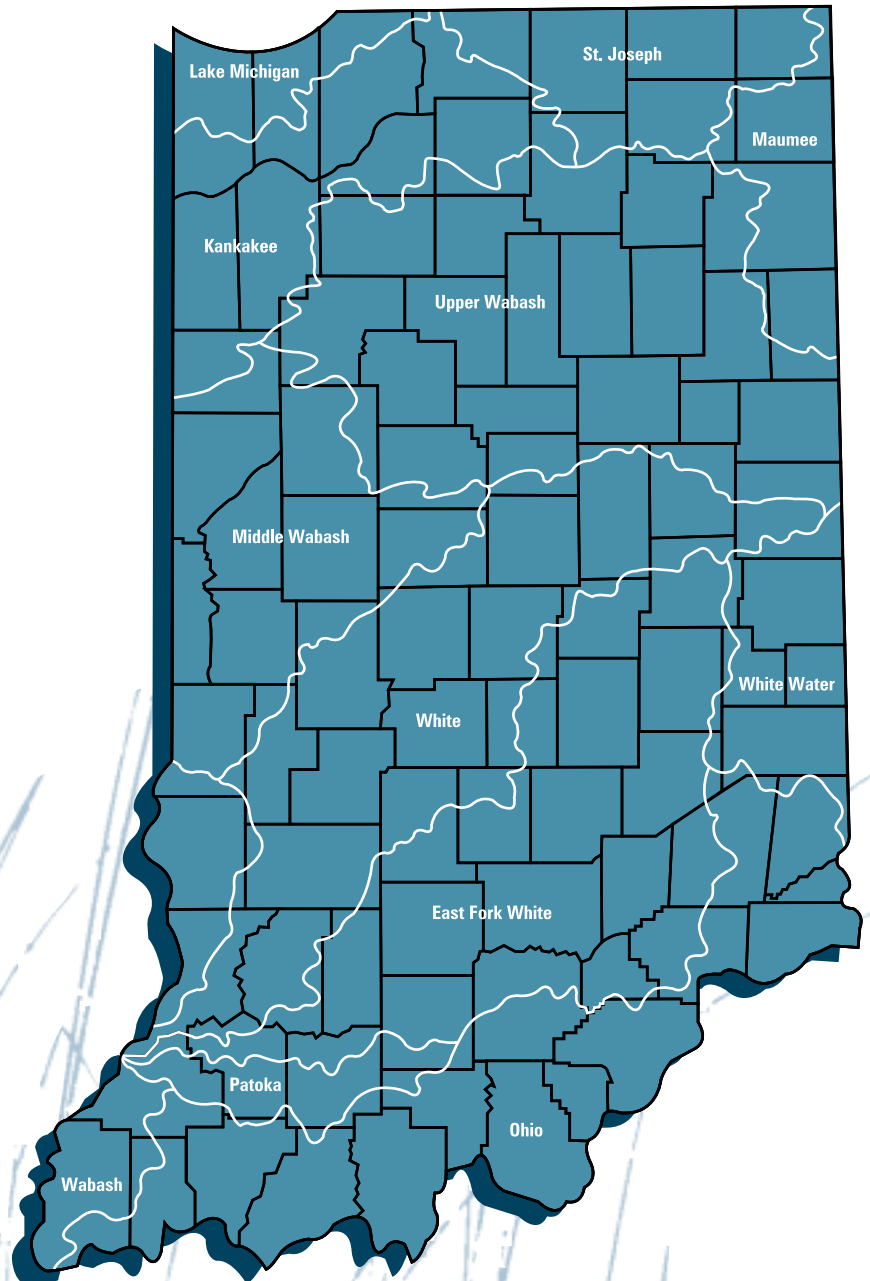 St. Joseph
Lake Michigan
Maumee
Kankakee
Upper Wabash
Middle Wabash
White Water
White
East Fork White
Patoka
Ohio
Wabash